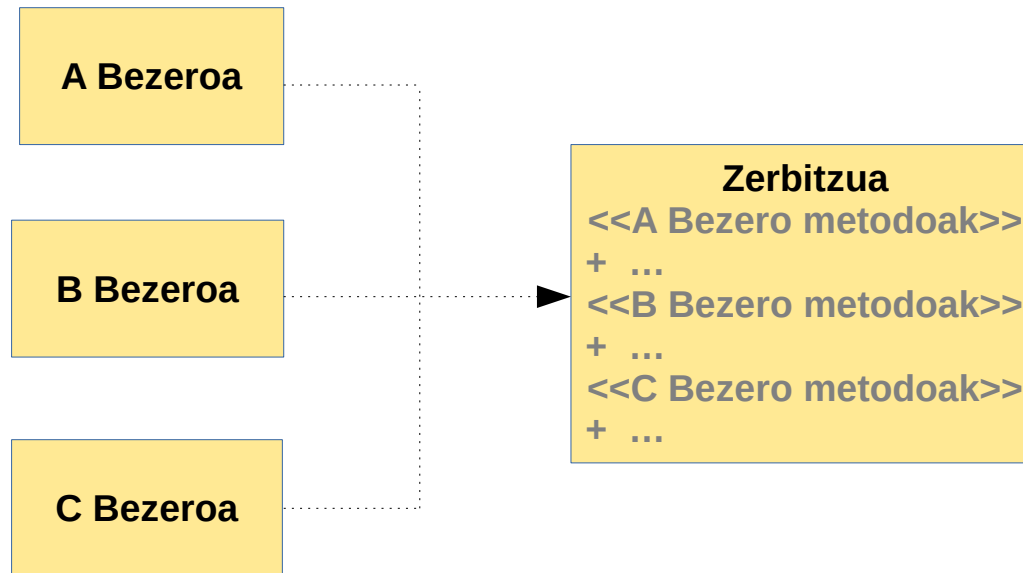 A Bezeroa
B Bezeroa
C Bezeroa
Zerbitzua
<<A Bezero metodoak>>
+ ...
<<B Bezero metodoak>>
+ ...
<<C Bezero metodoak>>
+ ...